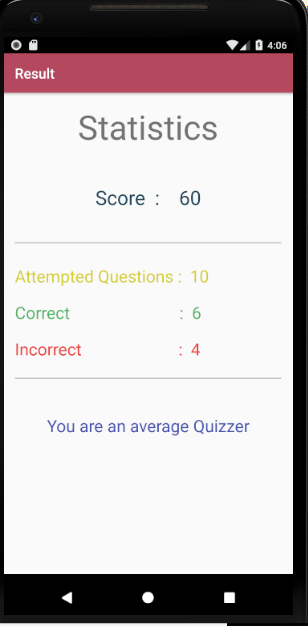 4:06
Result
Statistics
Score : 60
Attempted Questions : 10
Correct : 6
Incorrect : 4
You are an average Quizzer